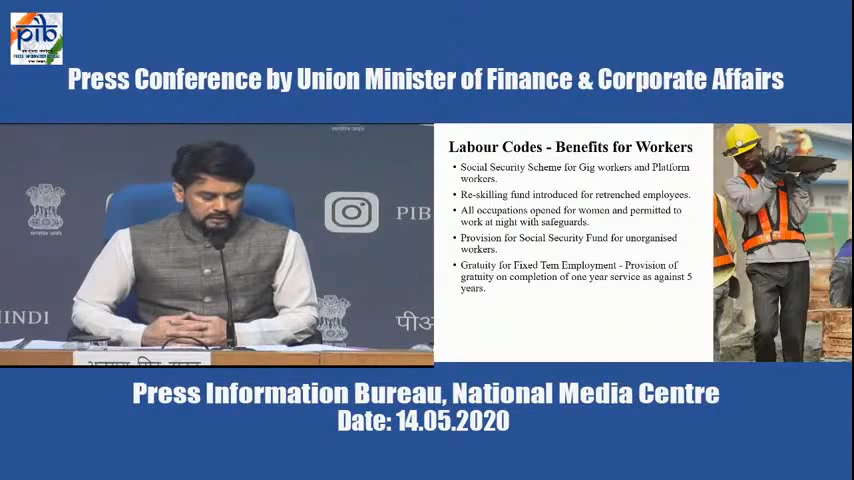 pib
Press Conference by Union Minister of Finance & Corporate Affairs
Labour Codes - Benefits for Workers
• Social Security Scheme for Gig workers and Platform
workers.
• Re-skilling fund introduced for retrenched employees.
• All occupations opened for women and permitted to
work at night with safeguards.
• Provision for Social Security Fund for unorganised
workers.
• Gratuity for Fixed Tem Employment - Provision of
gratuity on completion of one year service as against 5
years.
PIB
HINDI
Press Information Bureau, National Media Centre
Date: 14.05.2020